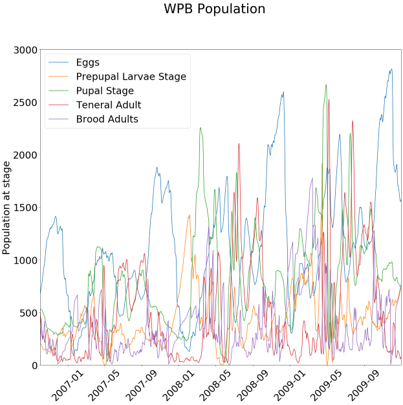 WPB Population
3000
2500
2000
1500
1000
500
0
Population at stage
Eggs
Prepupal Larvae Stage
Pupal Stage
Teneral Adult
Brood Adults
2007-01
2007-05
2007-09
2008-01
2008-05
2008-09
2009-01
2009-05
2009-09